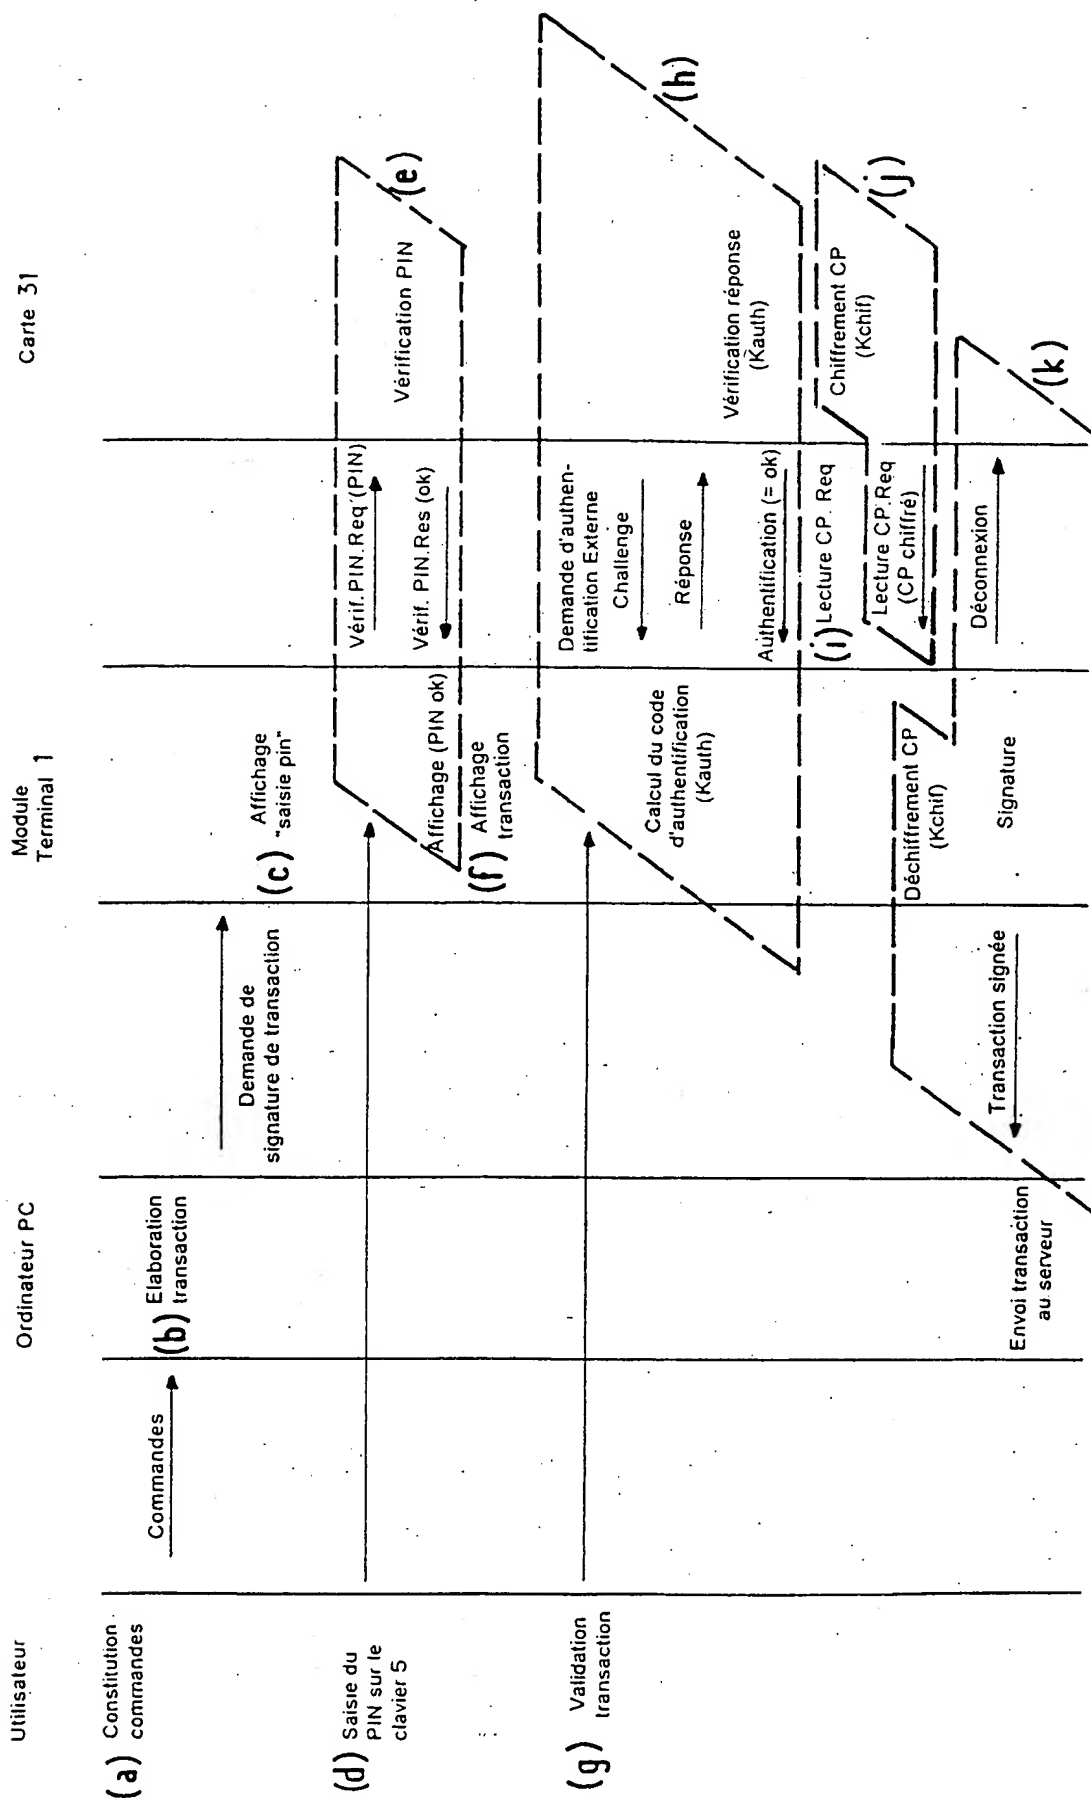 Utilisateur
Ordinateur PC
Module
Terminal 1
Carte 31
(a) Constitution
commandes
Commandes
(b) Elaboration
transaction
Demande de
signature de transaction
(c) Affichage
"saisie pin"
(d) Saisie du
PIN sur le
clavier 5
Vérif. PIN.Req (PIN)
Vérification PIN
(e)
Vérif. PIN.Res (ok)
Affichage (PIN ok)
(f) Affichage
transaction
(g) Validation
transaction
Demande d'authen-
tification Externe
Challenge
Calcul du code
d'authentification
(Kauth)
Réponse
Vérification réponse
(Kauth)
(h)
Authentification (= ok)
(i) Lecture CP. Req
Chiffrement CP
(Kchif)
(j)
Lecture CP.Req
(CP chiffré)
Déchiffrement CP
(Kchif)
Déconnexion
(k)
Signature
Transaction signée
Envoi transaction
au serveur